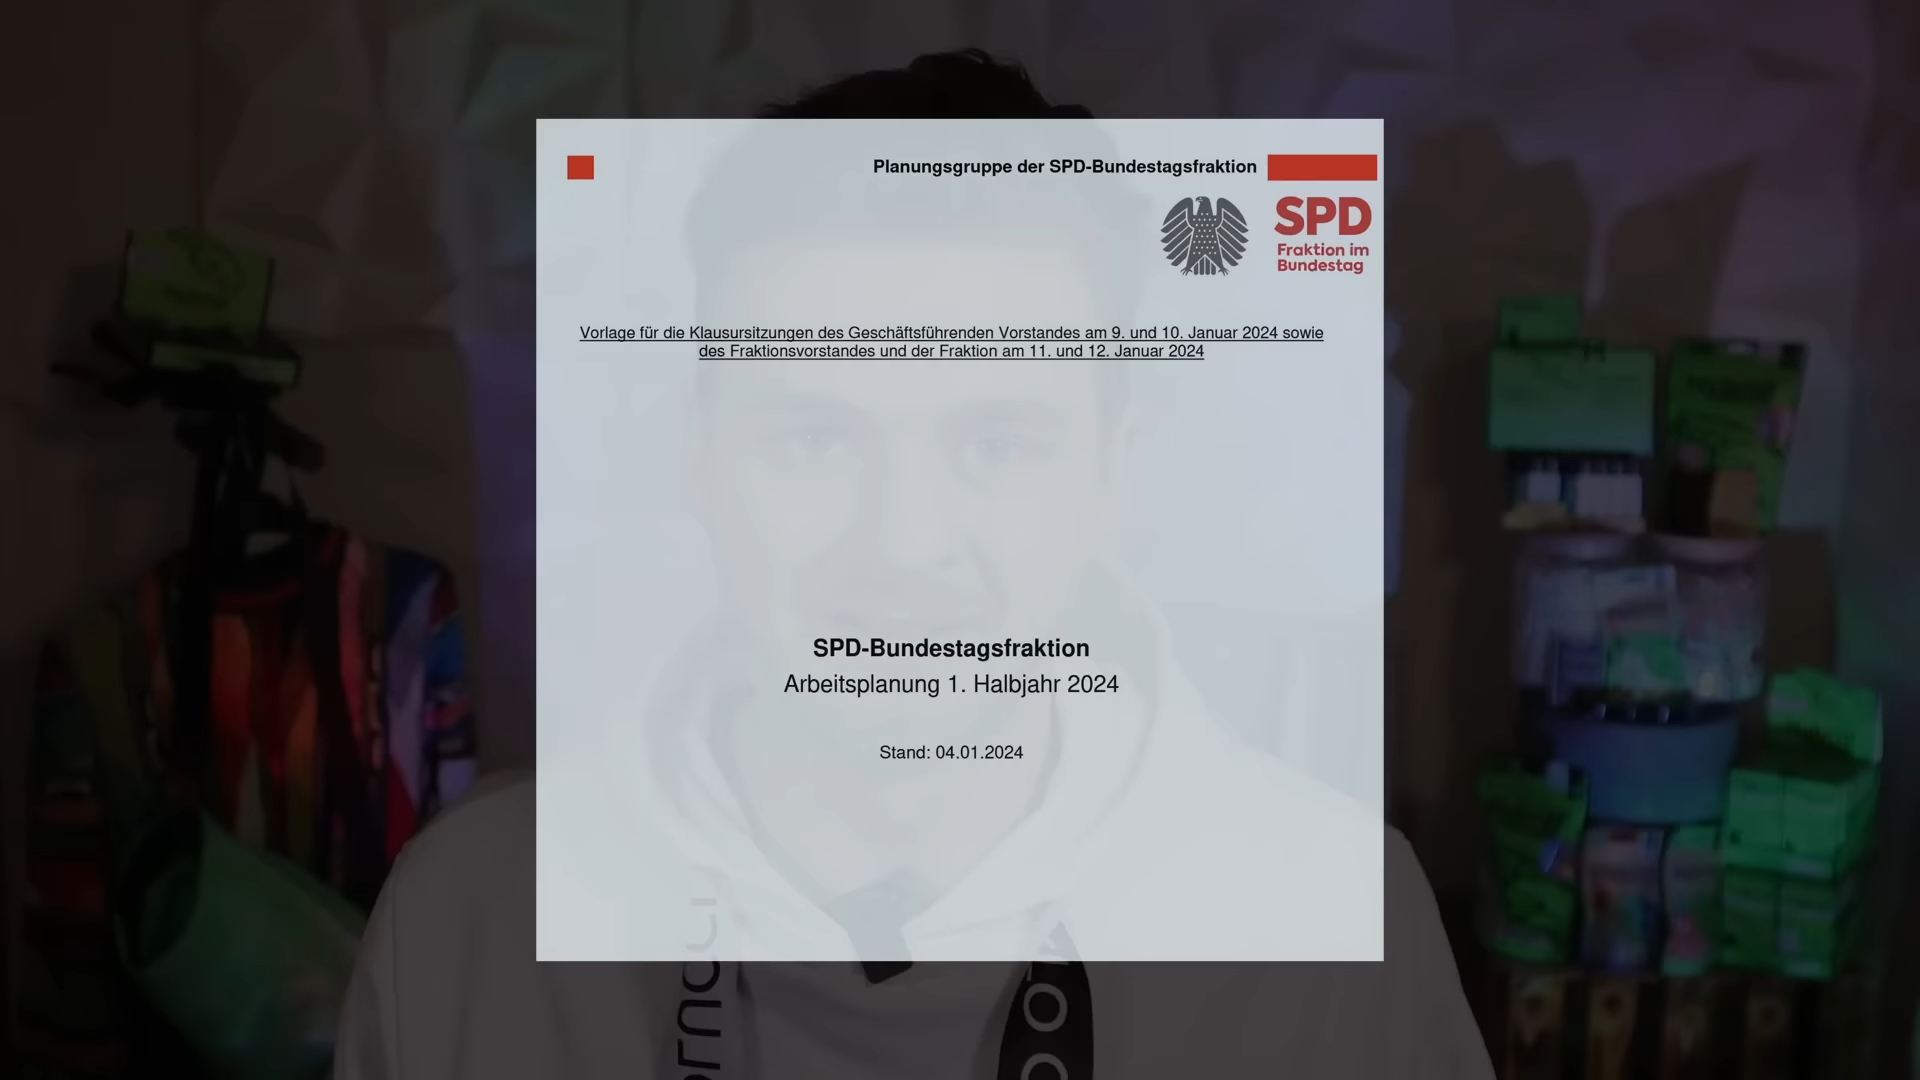 Planungsgruppe der SPD-Bundestagsfraktion
SPD
Fraktion im
Bundestag
Vorlage für die Klausursitzungen des Geschäftsführenden Vorstandes am 9. und 10. Januar 2024 sowie
des Fraktionsvorstandes und der Fraktion am 11. und 12. Januar 2024
SPD-Bundestagsfraktion
Arbeitsplanung 1. Halbjahr 2024
Stand: 04.01.2024